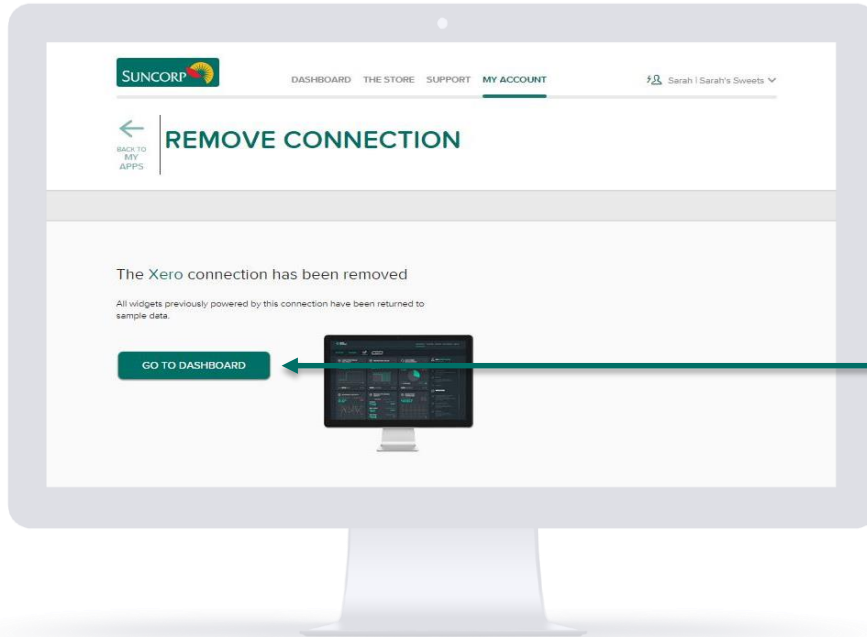 SUNCORP
DASHBOARD THE STORE SUPPORT MY ACCOUNT
Sarah | Sarah's Sweets
BACK TO
MY
APPS
REMOVE CONNECTION
The Xero connection has been removed
All widgets previously powered by this connection have been returned to
sample data.
GO TO DASHBOARD